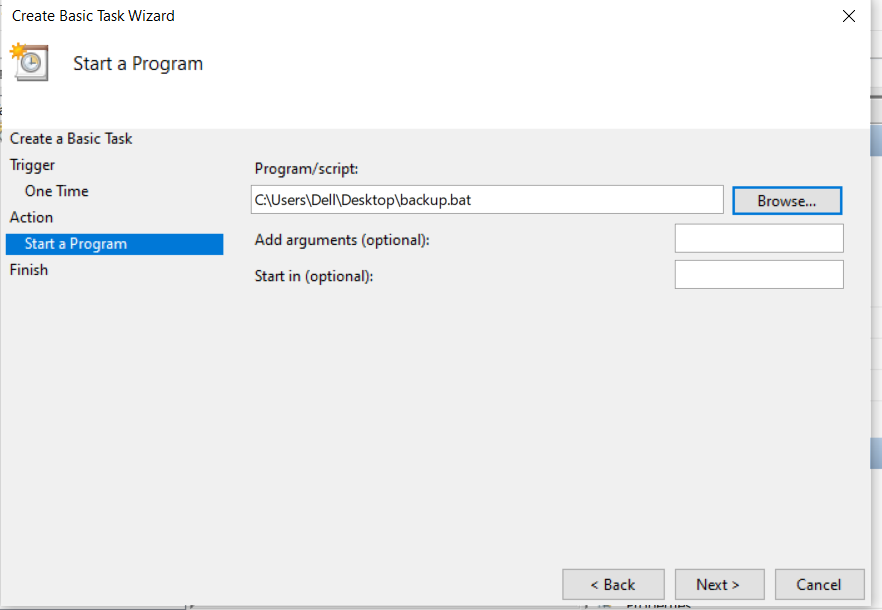 Create Basic Task Wizard
Start a Program
Create a Basic Task
Trigger
One Time
Action
Start a Program
Finish
Program/script:
C:\Users\Dell\Desktop\backup.bat
Browse...
Add arguments (optional):
Start in (optional):
< Back
Next >
Cancel